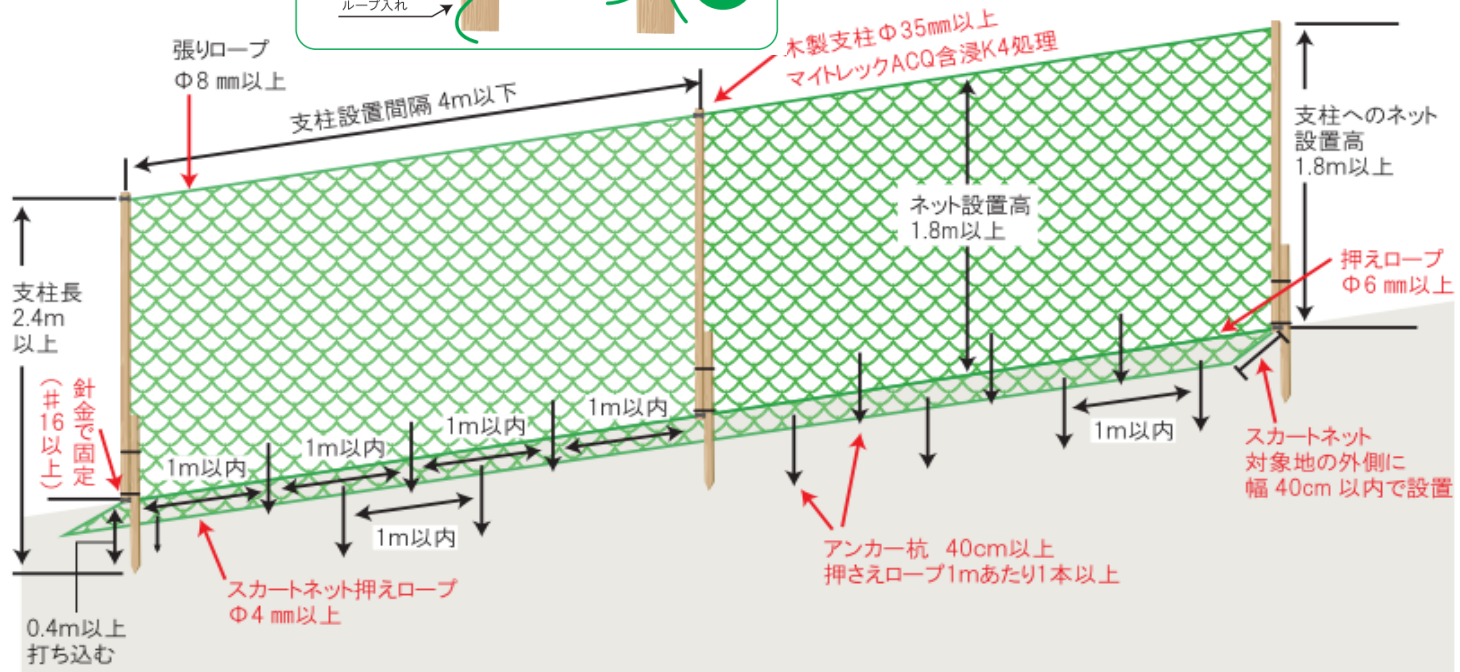 ループ入れ
張りロープ
Φ8 mm以上
支柱設置間隔 4m以下
木製支柱Φ35mm以上
マイトレックACQ含浸K4処理
支柱へのネット
設置高
1.8m以上
ネット設置高
1.8m以上
押えロープ
Φ6 mm以上
支柱長
2.4m
以上
針金で固定
(♯16以上)
1m以内
1m以内
1m以内
1m以内
1m以内
1m以内
スカートネット
対象地の外側に
幅 40cm 以内で設置
アンカー杭 40cm以上
押さえロープ1mあたり1本以上
スカートネット押えロープ
Φ4 mm以上
0.4m以上
打ち込む